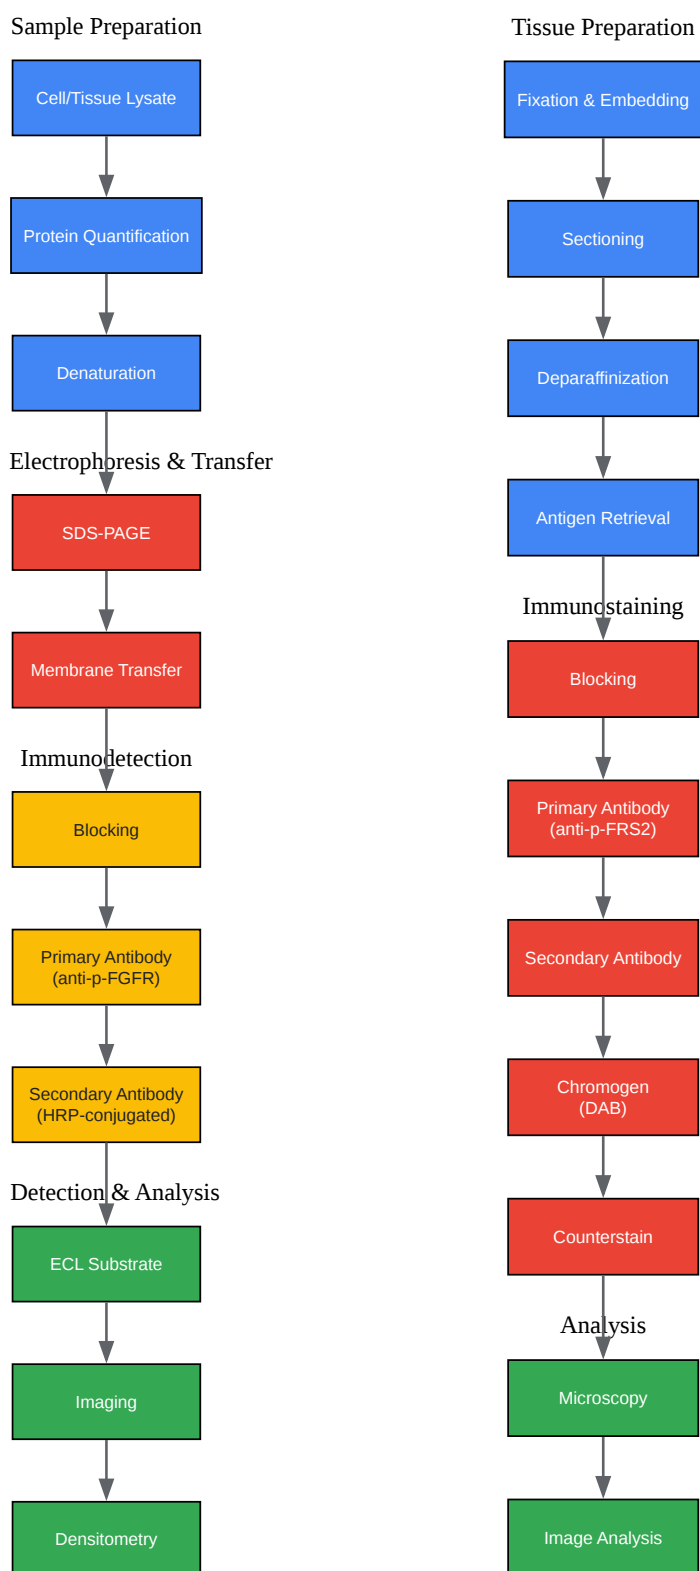 Sample Preparation
Cell/Tissue Lysate
Protein Quantification
Denaturation
Electrophoresis & Transfer
SDS-PAGE
Membrane Transfer
Immunodetection
Blocking
Primary Antibody
(anti-p-FGFR)
Secondary Antibody
(HRP-conjugated)
Detection & Analysis
ECL Substrate
Imaging
Densitometry
Tissue Preparation
Fixation & Embedding
Sectioning
Deparaffinization
Antigen Retrieval
Immunostaining
Blocking
Primary Antibody
(anti-p-FRS2)
Secondary Antibody
Chromogen
(DAB)
Counterstain
Analysis
Microscopy
Image Analysis